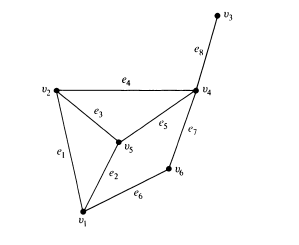 v₃
e₈
e₄
v₂
v₄
e₃
e₅
e₇
v₅
e₁
e₂
v₆
e₆
v₁